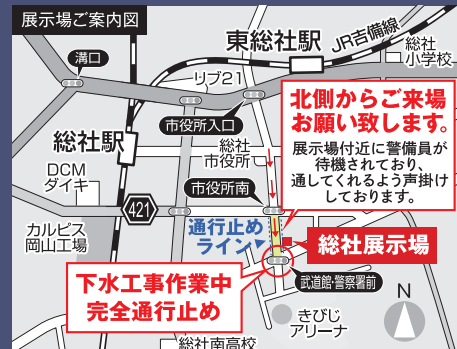 展示場ご案内図
東総社駅
JR吉備線
総社
小学校
溝口
リブ21
市役所入口
北側からご来場
お願い致します。
展示場付近に警備員が
待機されており、
通してくれるよう声掛け
しております。
総社駅
総社
市役所
DCM
ダイキ
市役所南
421
カルピス
岡山工場
通行止め
ライン
総社展示場
下水工事作業中
完全通行止め
武道館・警察署前
N
きびじ
アリーナ
総社南高校